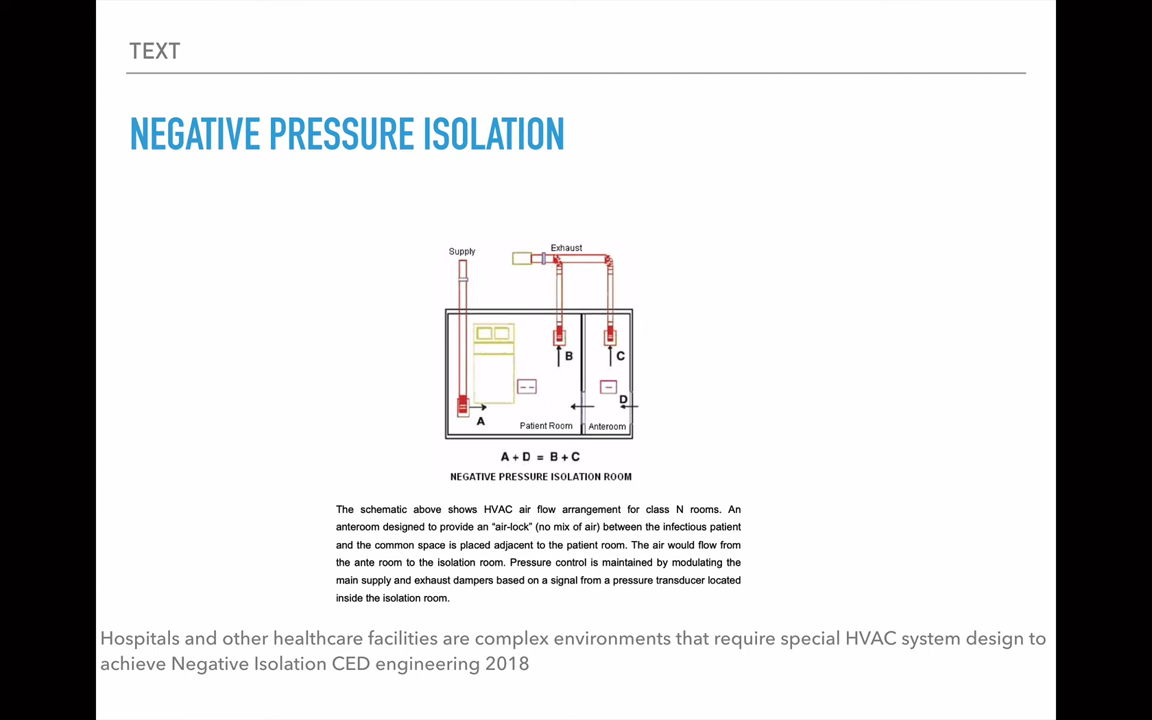 TEXT
NEGATIVE PRESSURE ISOLATION
Supply
Exhaust
B
C
- -
-
D
A
Patient Room
Anteroom
A + D = B + C
NEGATIVE PRESSURE ISOLATION ROOM
The schematic above shows HVAC air flow arrangement for class N rooms. An
anteroom designed to provide an “air-lock” (no mix of air) between the infectious patient
and the common space is placed adjacent to the patient room. The air would flow from
the ante room to the isolation room. Pressure control is maintained by modulating the
main supply and exhaust dampers based on a signal from a pressure transducer located
inside the isolation room.
Hospitals and other healthcare facilities are complex environments that require special HVAC system design to
achieve Negative Isolation CED engineering 2018